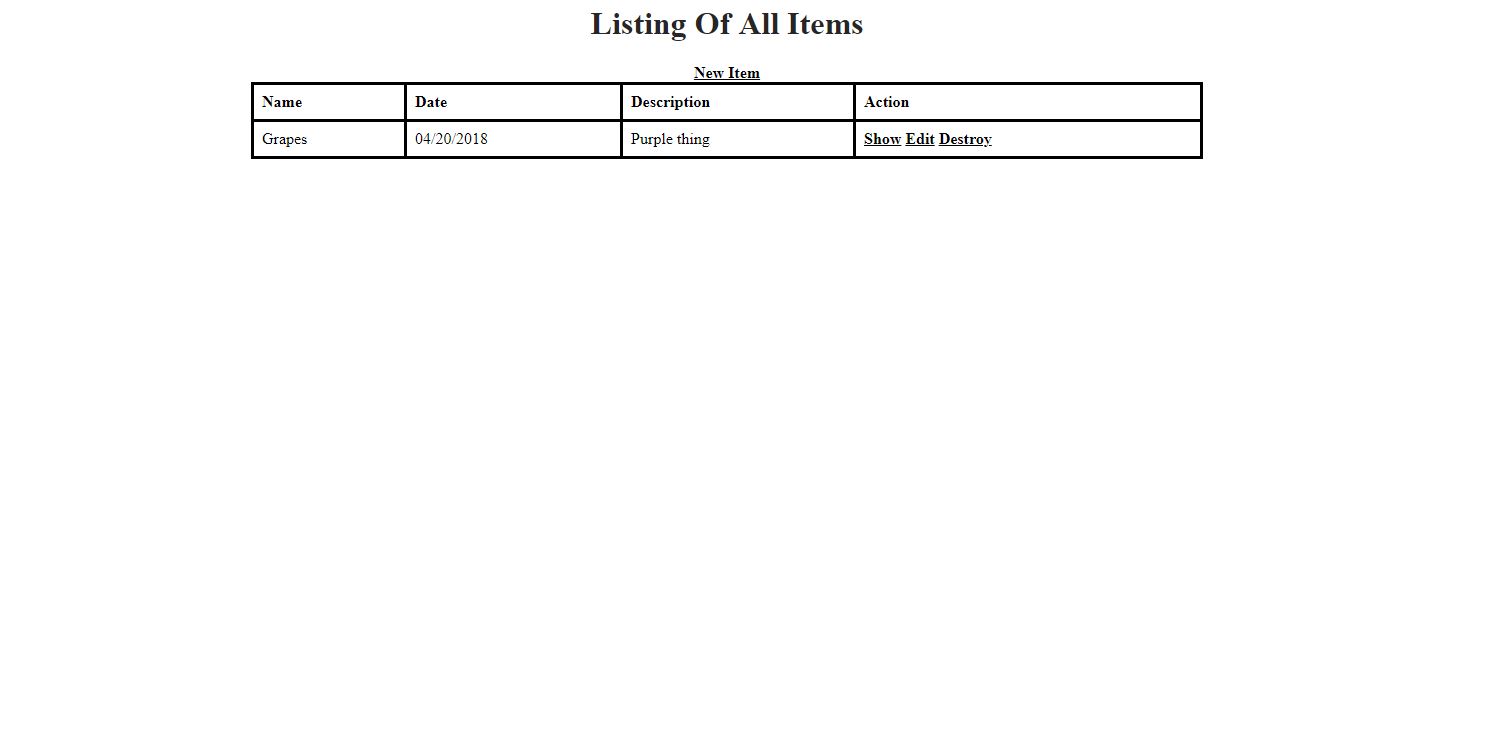 Listing Of All Items
New Item
Name Date Description Action
Grapes 04/20/2018 Purple thing Show Edit Destroy